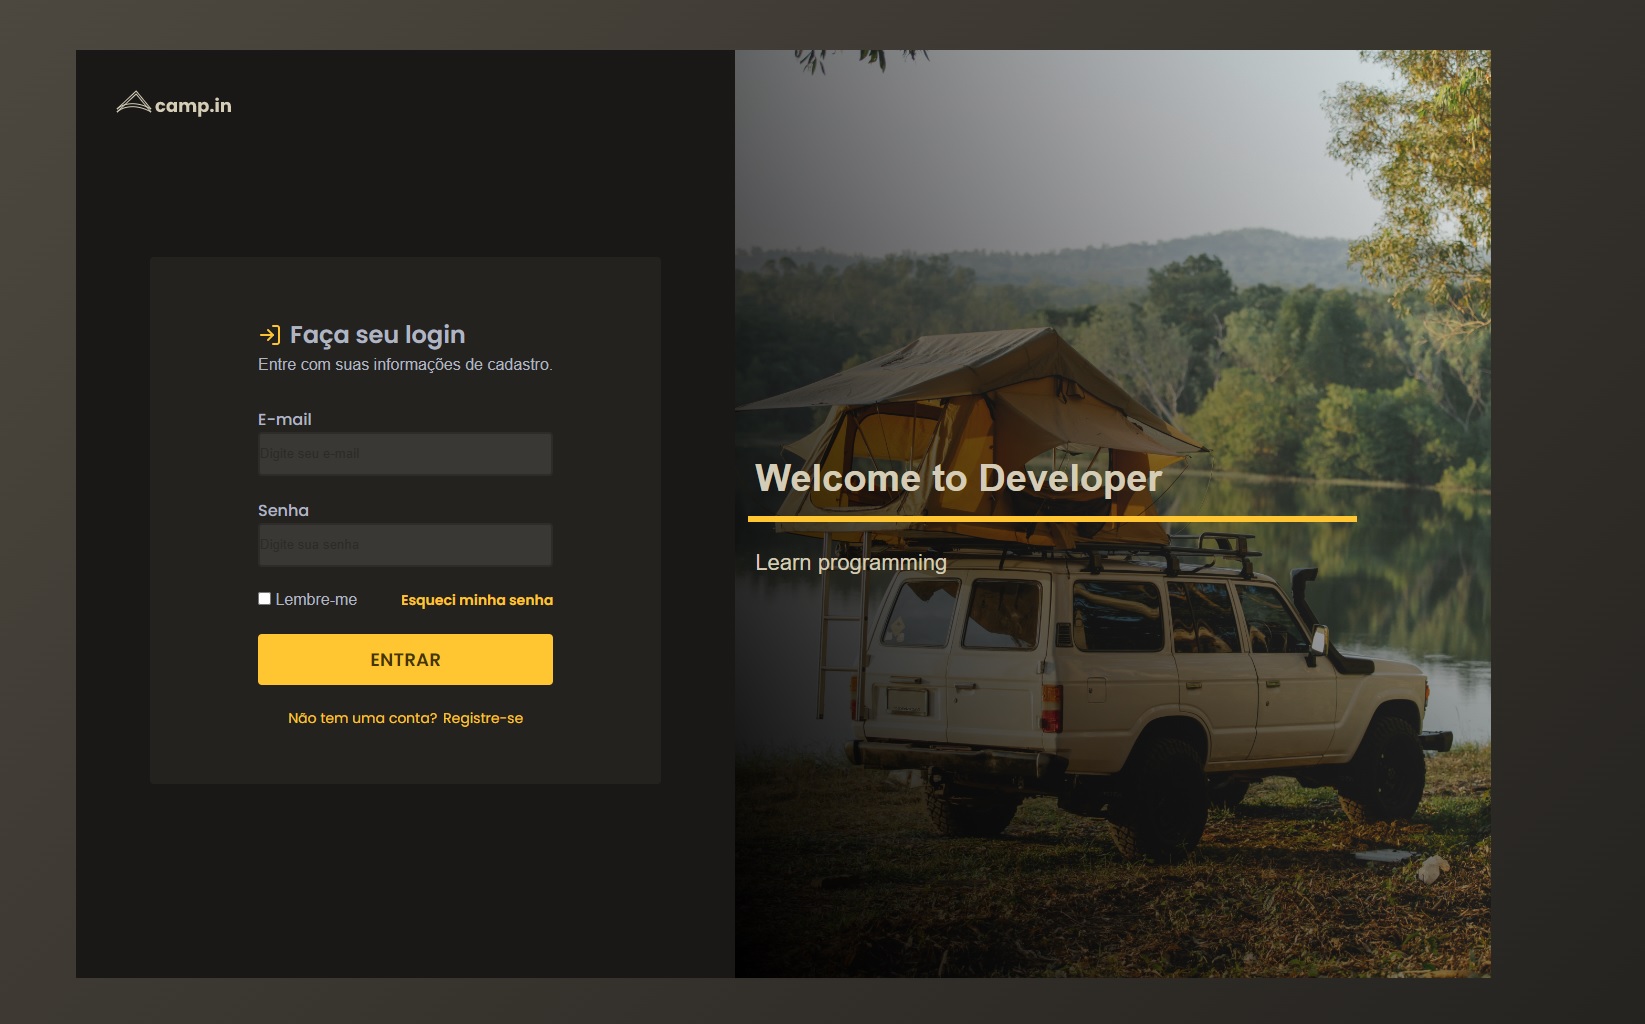 camp.in
Faça seu login
Entre com suas informações de cadastro.
E-mail
Digite seu e-mail
Senha
Digite sua senha
Lembre-me Esqueci minha senha
ENTRAR
Não tem uma conta? Registre-se
Welcome to Developer
Learn programming